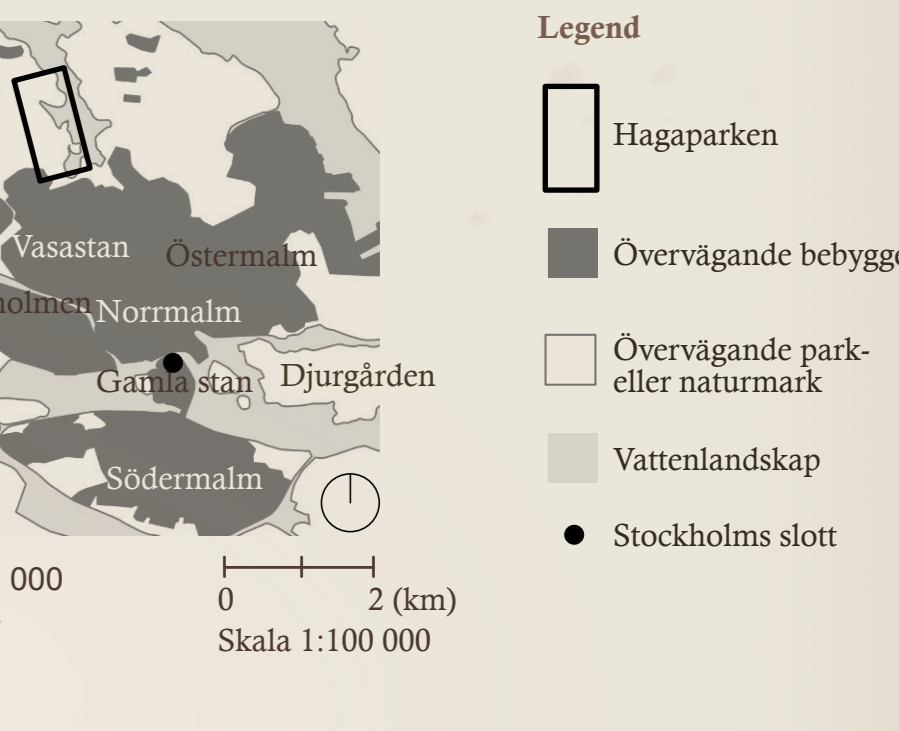 Legend
Hagaparken
Vasastan
Östermalm
Övervägande bebygge
holmen
Norrmalm
Övervägande park-
eller naturmark
Gamla stan
Djurgården
Vattenlandskap
Södermalm
Stockholms slott
000
0
2 (km)
Skala 1:100 000